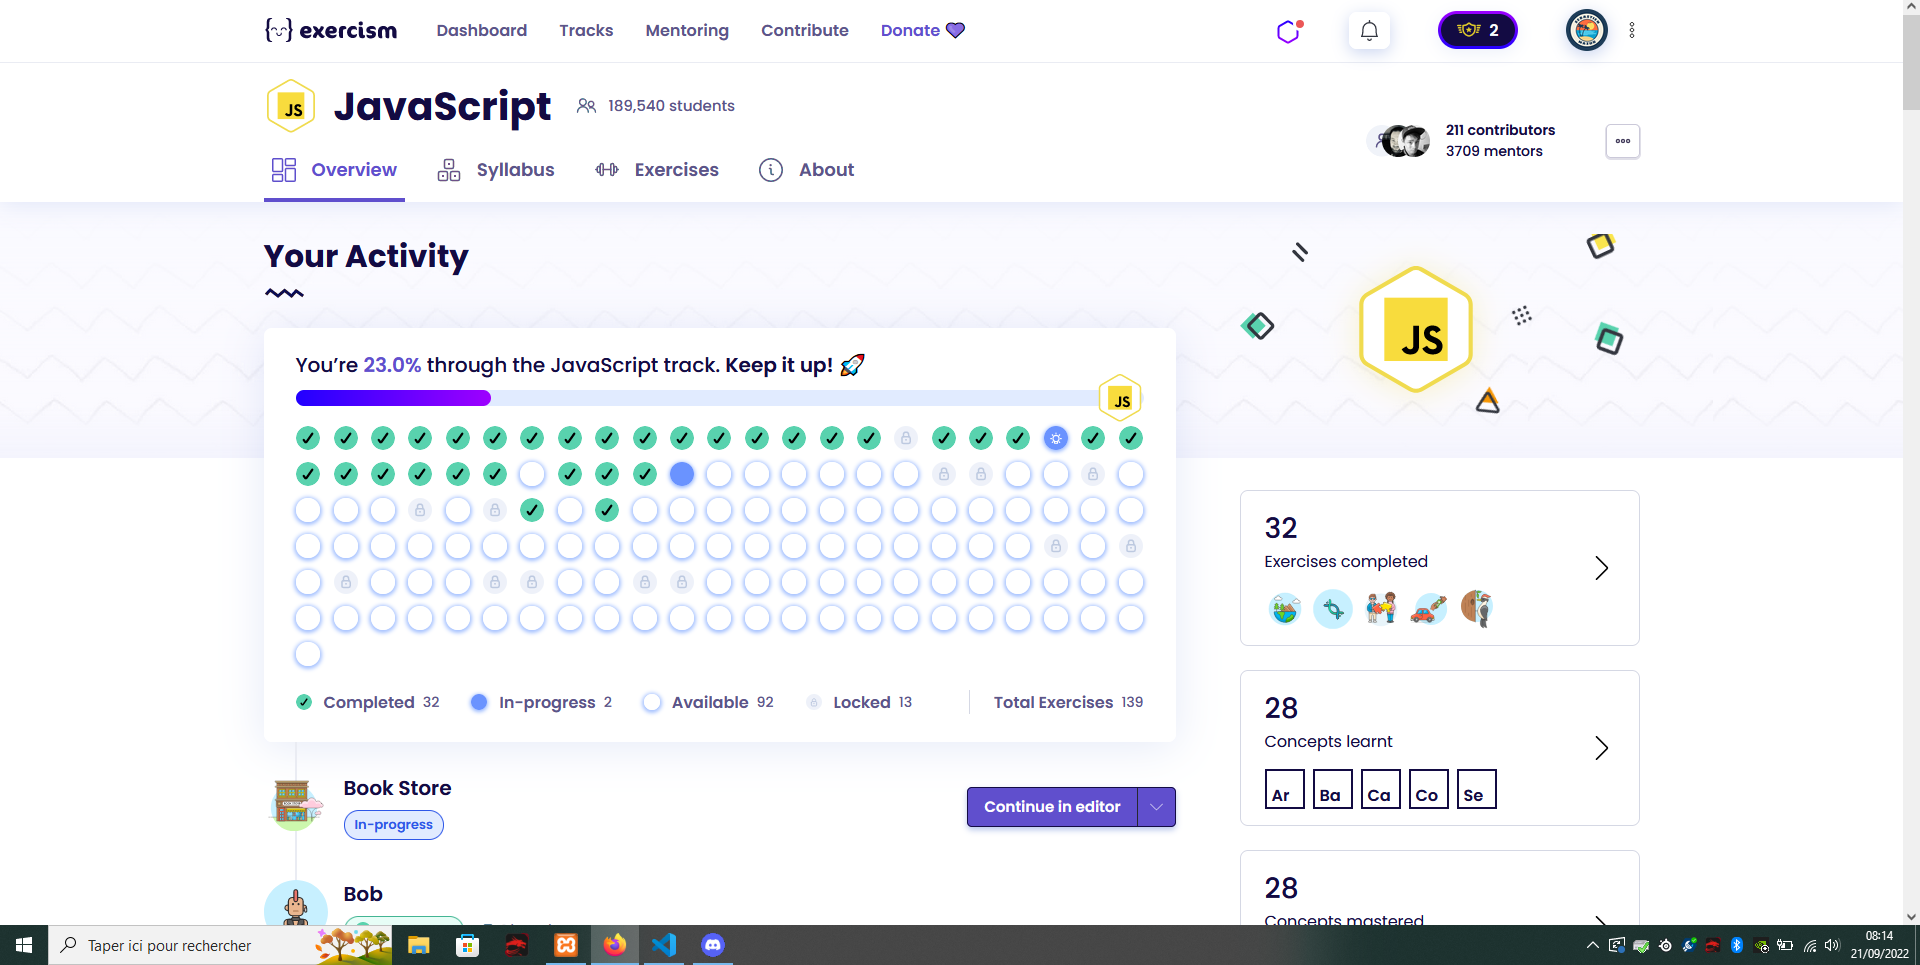 exercism Dashboard Tracks Mentoring Contribute Donate 2
JS JavaScript 189,540 students
211 contributors
3709 mentors
Overview Syllabus Exercises About
Your Activity
JS
You're 23.0% through the JavaScript track. Keep it up!
JS
32
Exercises completed
Completed 32 In-progress 2 Available 92 Locked 13 Total Exercises 139
28
Concepts learnt
Ar Ba Ca Co Se
Book Store
In-progress
Continue in editor
28
Concepts mastered
Bob
Taper ici pour rechercher
08:14
21/09/2022